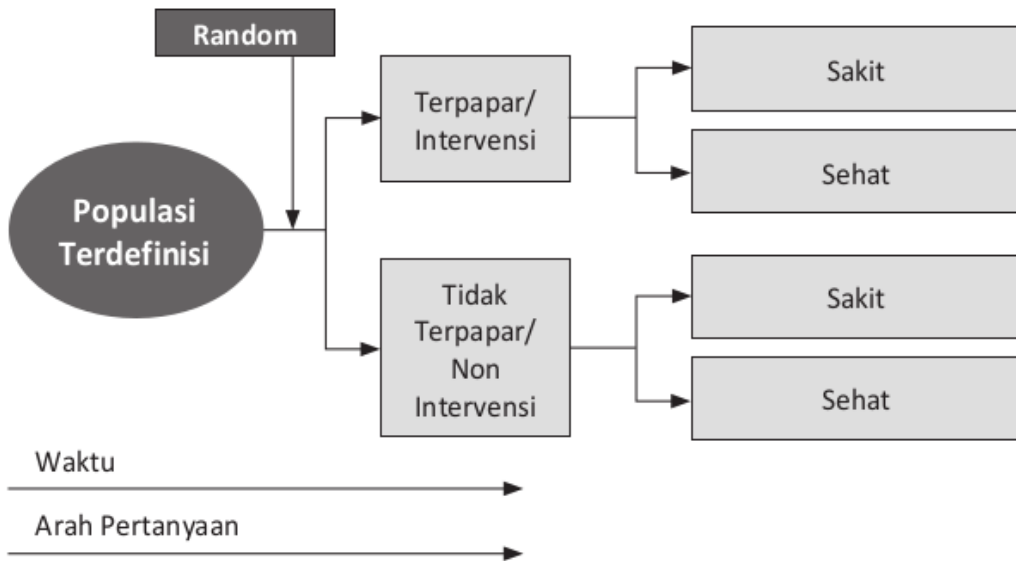 Random
Populasi
Terdefinisi
Terpapar/
Intervensi
Sakit
Sehat
Tidak
Terpapar/
Non
Intervensi
Sakit
Sehat
Waktu
Arah Pertanyaan